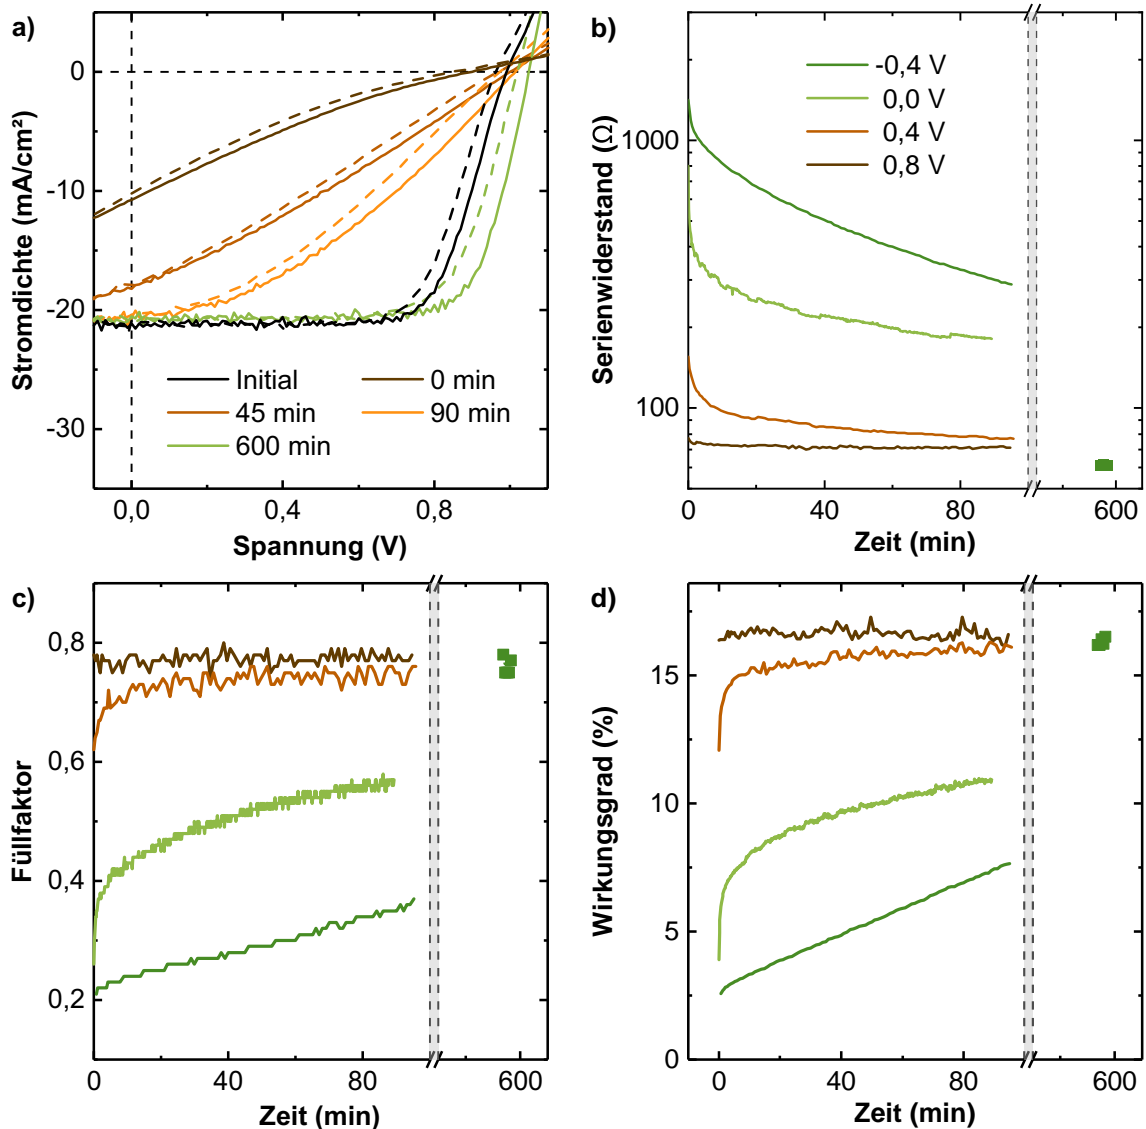 a)
Stromdichte (mA/cm²)
0
-10
-20
-30
Initial
0 min
45 min
90 min
600 min
0,0
0,4
0,8
Spannung (V)
b)
Serienwiderstand (Ω)
1000
100
-0,4 V
0,0 V
0,4 V
0,8 V
0
40
80
600
Zeit (min)
c)
Füllfaktor
0,8
0,6
0,4
0,2
0
40
80
600
Zeit (min)
d)
Wirkungsgrad (%)
15
10
5
0
0
40
80
600
Zeit (min)